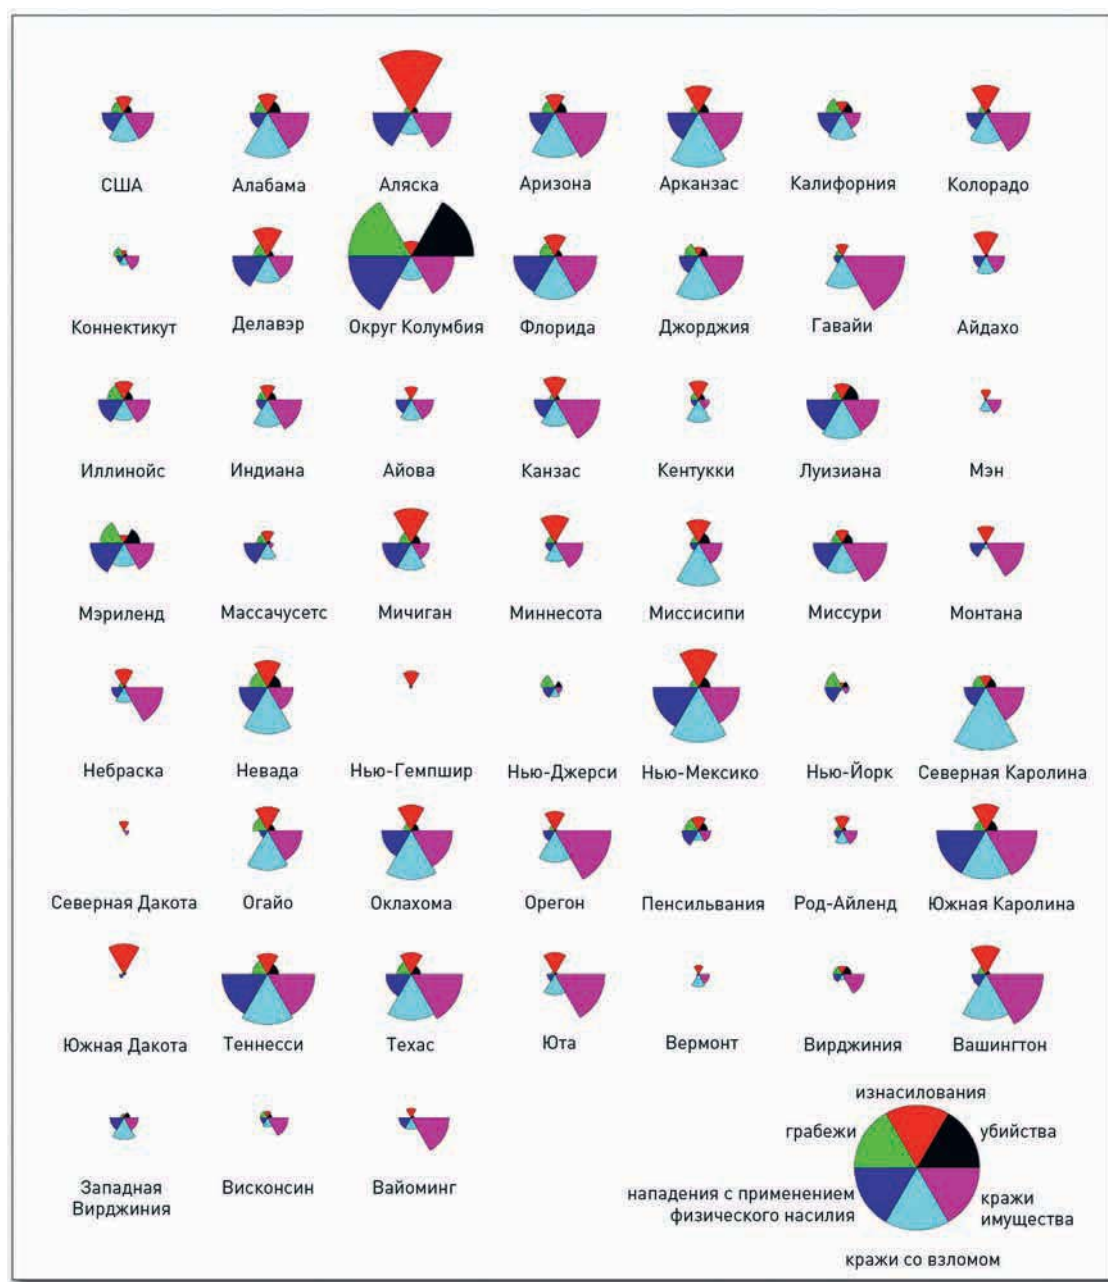 США Алабама Аляска Аризона Арканзас Калифорния Колорадо
Коннектикут Делавэр Округ Колумбия Флорида Джорджия Гавайи Айдахо
Иллинойс Индиана Айова Канзас Кентукки Луизиана Мэн
Мэриленд Массачусетс Мичиган Миннесота Миссисипи Миссури Монтана
Небраска Невада Нью-Гемпшир Нью-Джерси Нью-Мексико Нью-Йорк Северная Каролина
Северная Дакота Огайо Оклахома Орегон Пенсильвания Род-Айленд Южная Каролина
Южная Дакота Теннесси Техас Юта Вермонт Вирджиния Вашингтон
Западная
Вирджиния
Висконсин Вайоминг
изнасилования
грабежи
убийства
нападения с применением
физического насилия
кражи
имущества
кражи со взломом